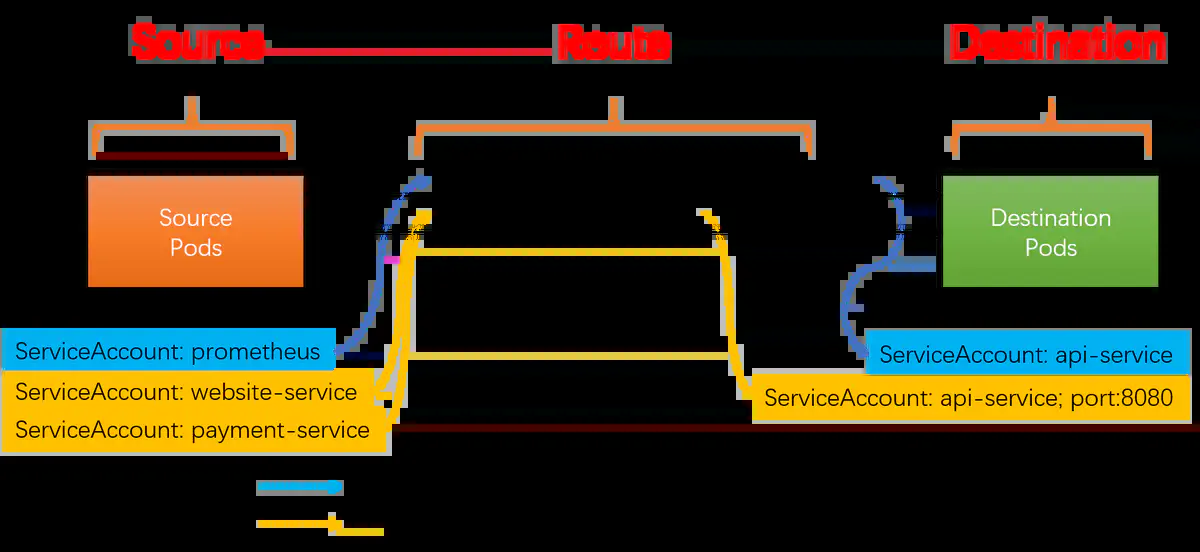 Source
Route
Destination
Source
Pods
Destination
Pods
ServiceAccount: prometheus
ServiceAccount: api-service
ServiceAccount: website-service
ServiceAccount: api-service; port:8080
ServiceAccount: payment-service